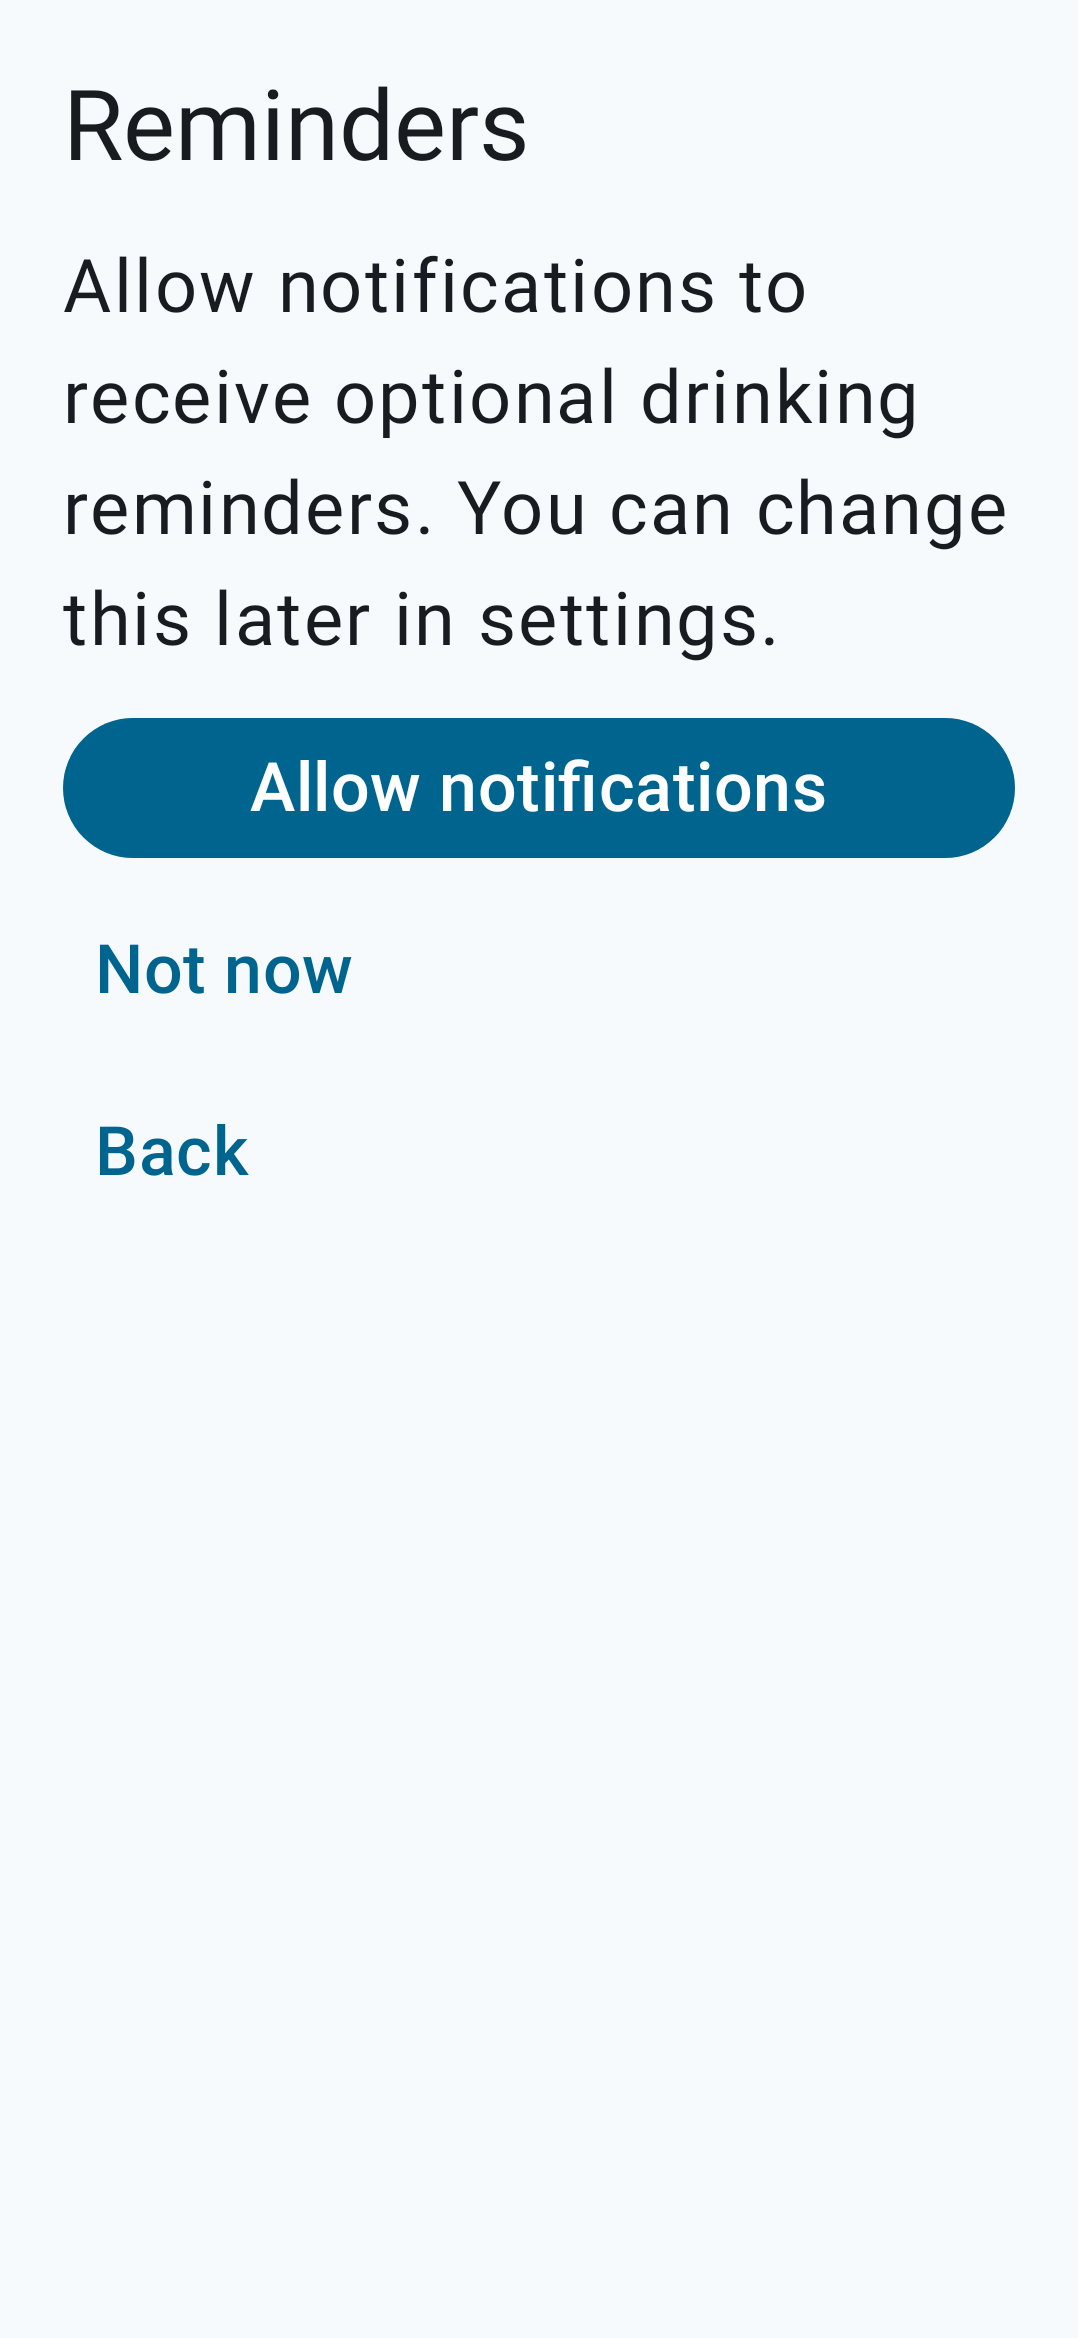 Reminders
Allow notifications to
receive optional drinking
reminders. You can change
this later in settings.
Allow notifications
Not now
Back